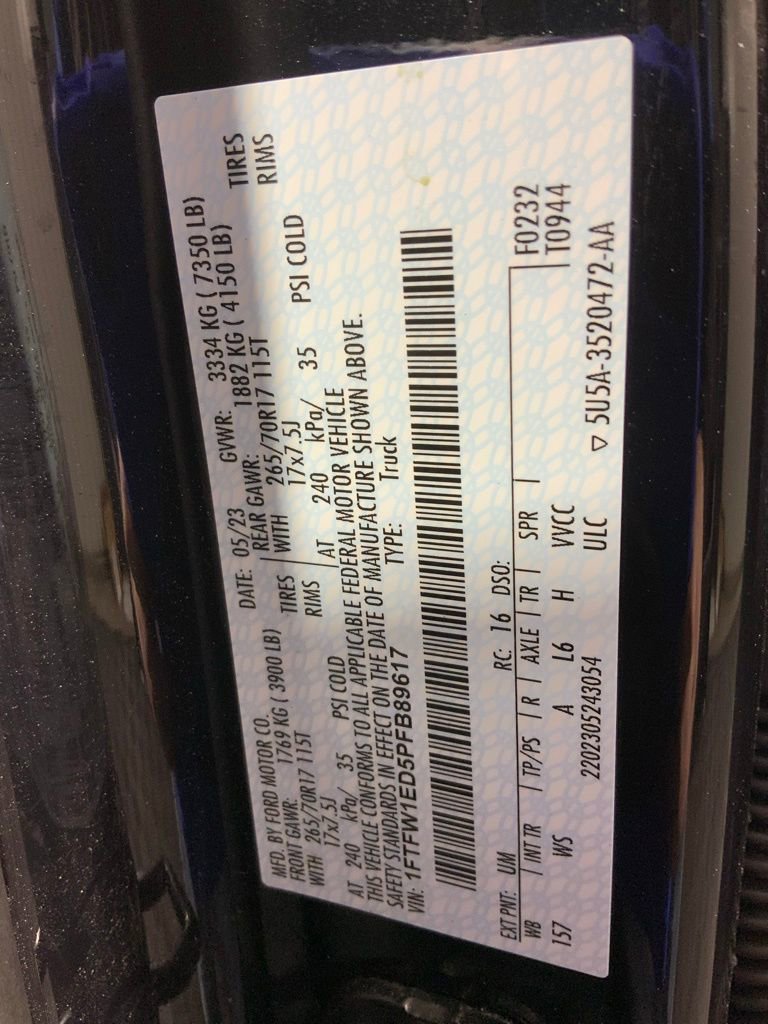 MFD. BY FORD MOTOR CO.
DATE: 05/23 GVWR: 3334 KG ( 7350 LB)
FRONT GAWR: 1769 KG ( 3900 LB)
REAR GAWR: 1882 KG ( 4150 LB)
WITH 265/70R17 115T TIRES
WITH 265/70R17 115T TIRES
17x7.5J RIMS
17x7.5J RIMS
AT 240 kPa/ 35 PSI COLD
AT 240 kPa/ 35 PSI COLD
THIS VEHICLE CONFORMS TO ALL APPLICABLE FEDERAL MOTOR VEHICLE
SAFETY STANDARDS IN EFFECT ON THE DATE OF MANUFACTURE SHOWN ABOVE.
VIN: 1FTFW1ED5PFB89617 TYPE: Truck
EXT PNT: UM RC: 16 DSO:
WB | INT TR | TP/PS | R | AXLE | TR | SPR | F0232
157 WS A L6 H VVCC T0944
2202305243054 ULC ▽ 5U5A-3520472-AA